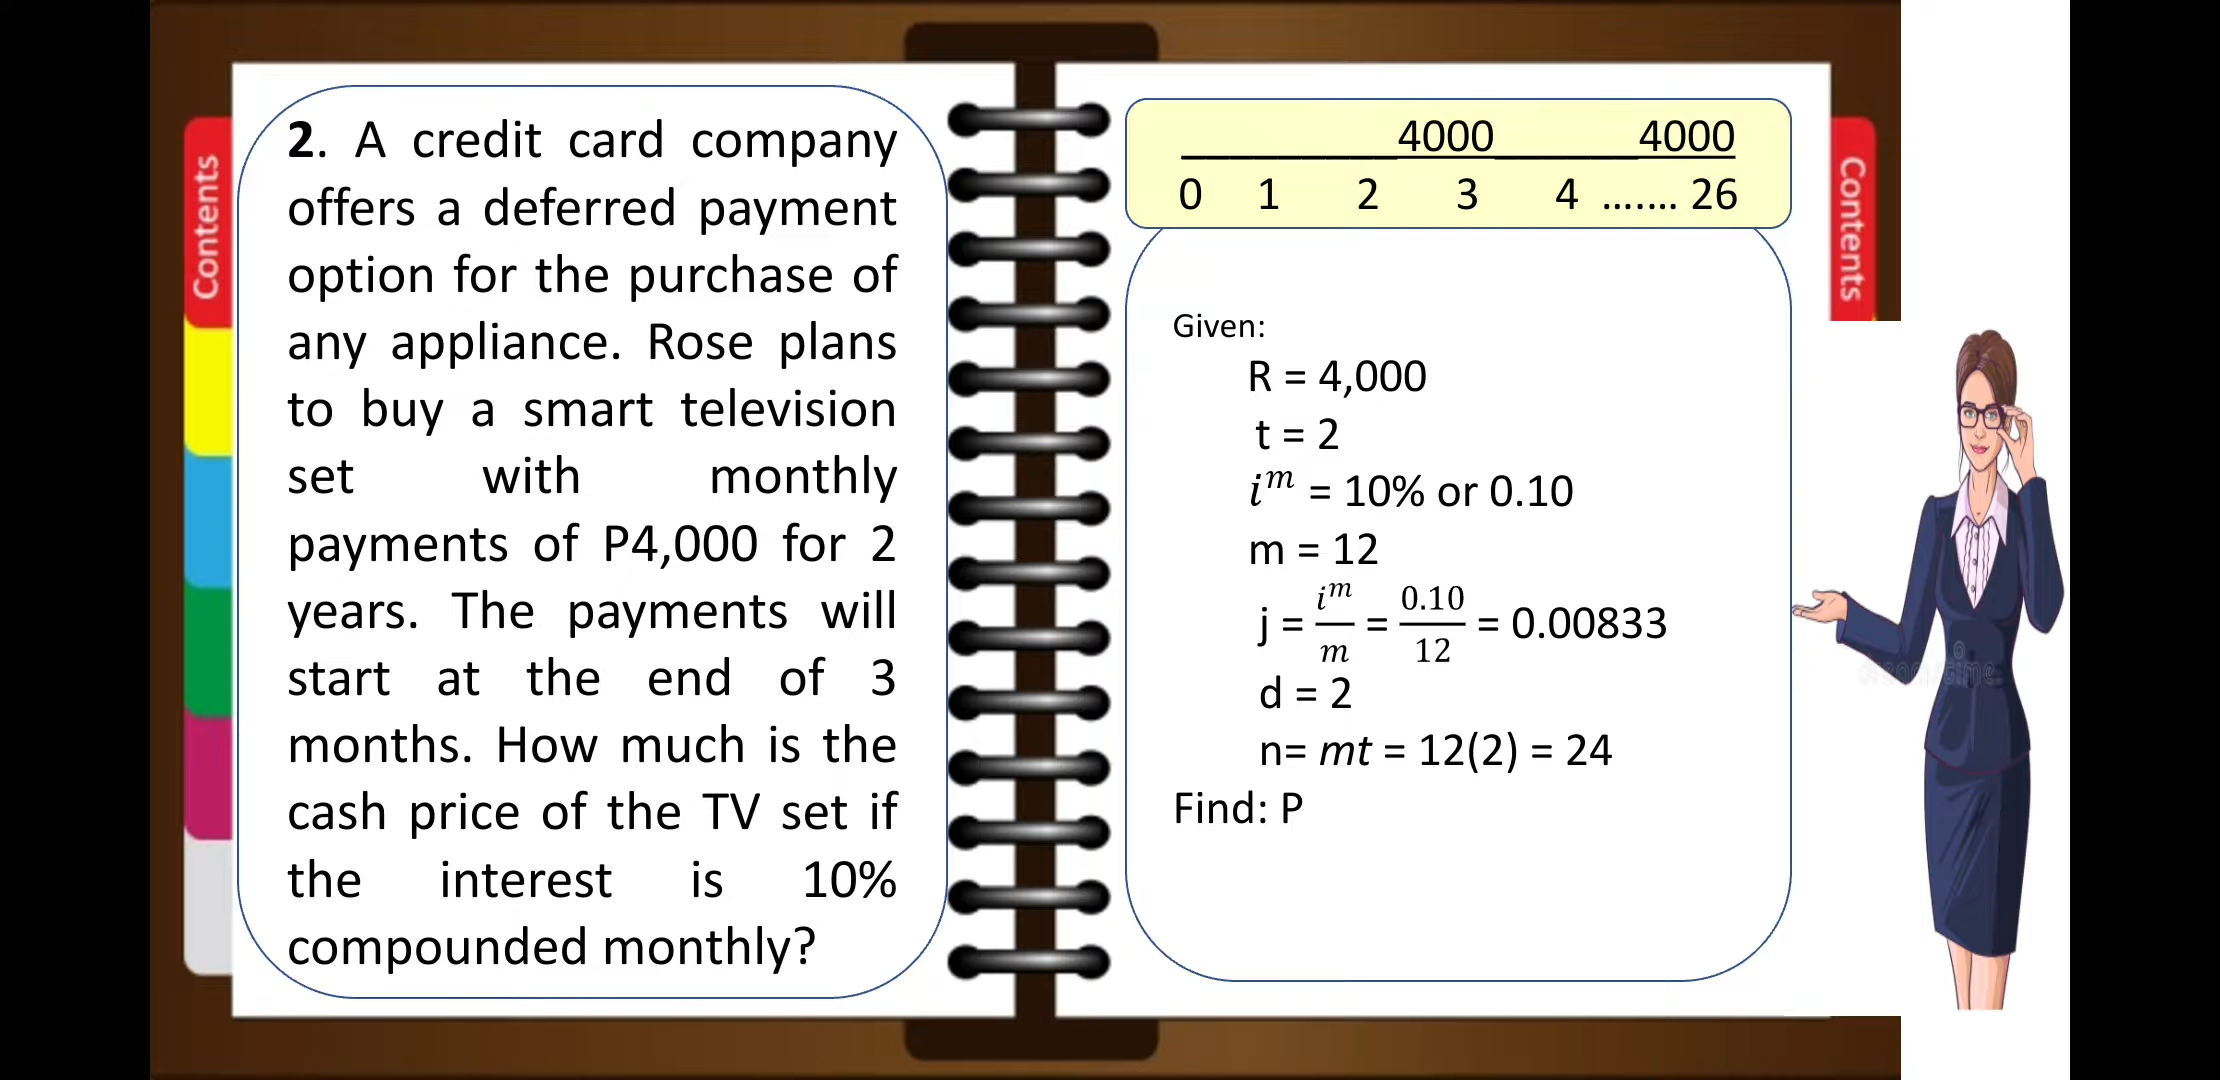 Contents
2. A credit card company
offers a deferred payment
option for the purchase of
any appliance. Rose plans
to buy a smart television
set with monthly
payments of P4,000 for 2
years. The payments will
start at the end of 3
months. How much is the
cash price of the TV set if
the interest is 10%
compounded monthly?
_________4000______4000
0 1 2 3 4 ....... 26
Given:
R = 4,000
t = 2
i^m = 10% or 0.10
m = 12
j = i^m/m = 0.10/12 = 0.00833
d = 2
n= mt = 12(2) = 24
Find: P
Contents